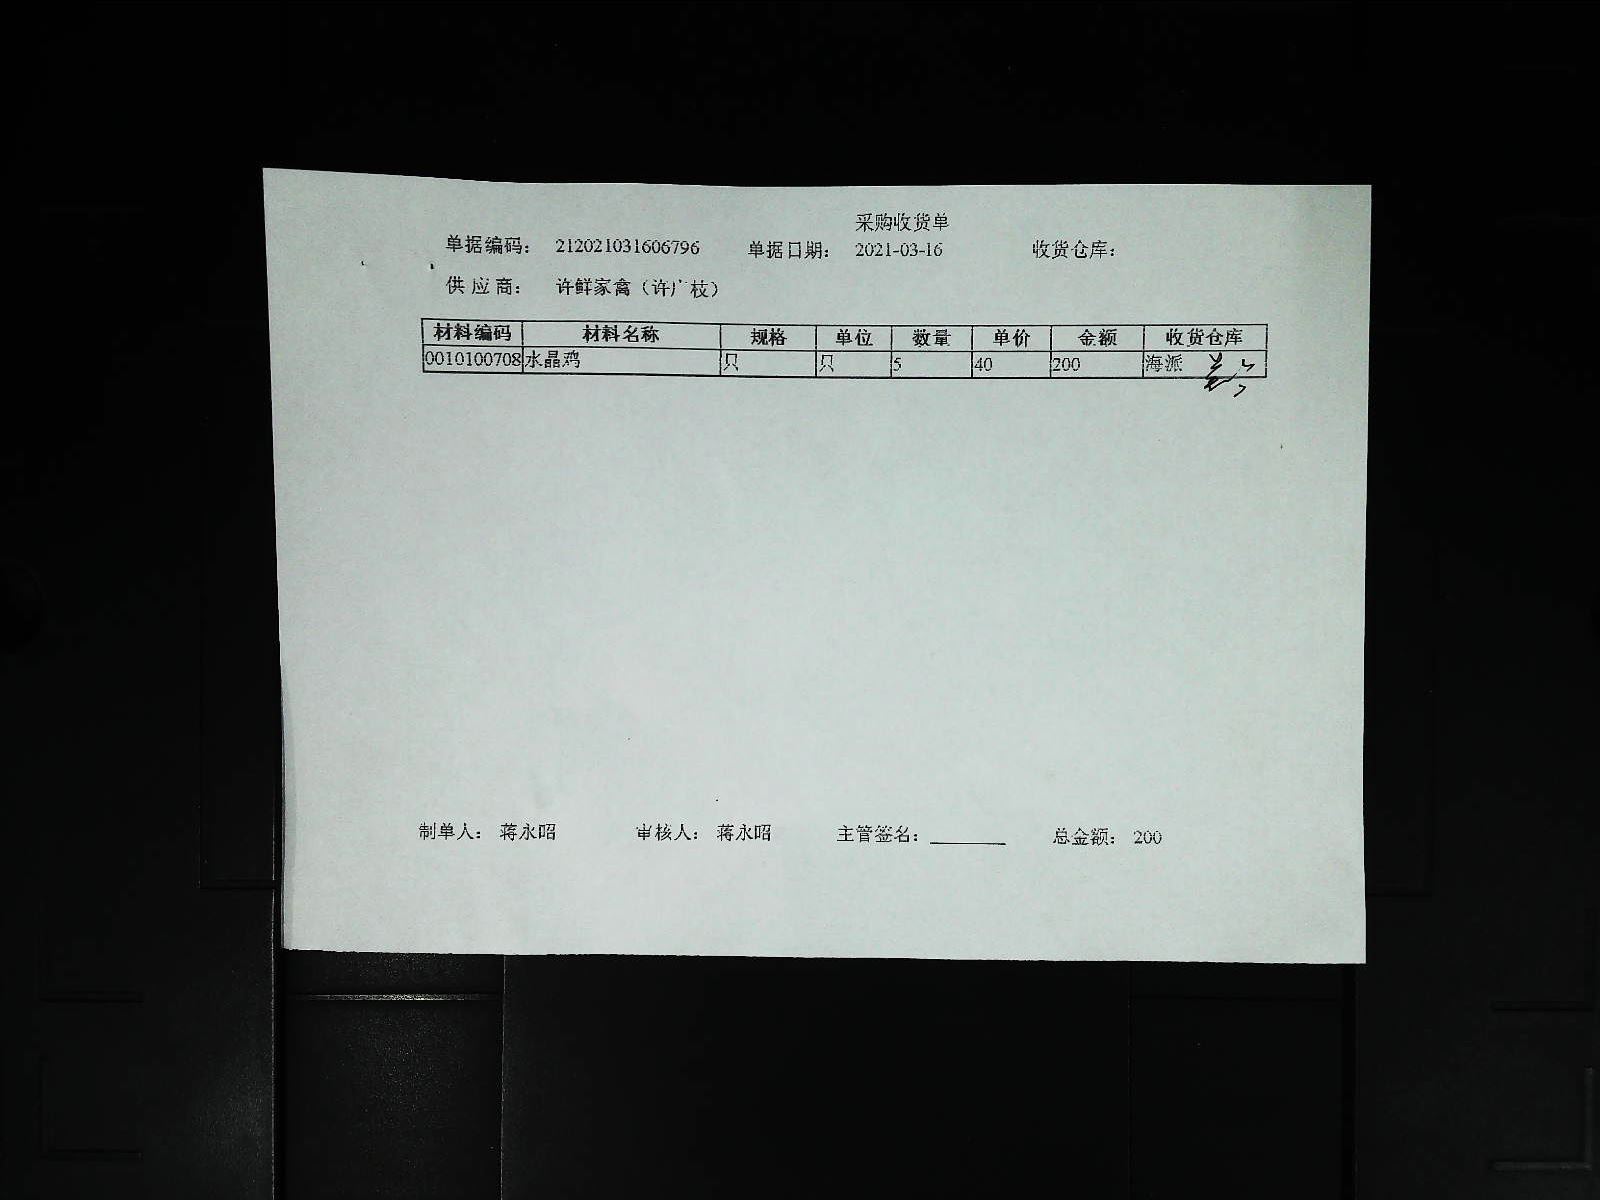 采购收货单
单据编码： 212021031606796 单据日期： 2021-03-16 收货仓库：
供应商： 许鲜家禽（许广枝）
材料编码 材料名称 规格 单位 数量 单价 金额 收货仓库
0010100708 水晶鸡 只 只 5 40 200 海派
制单人： 蒋永昭 审核人： 蒋永昭 主管签名： 总金额： 200